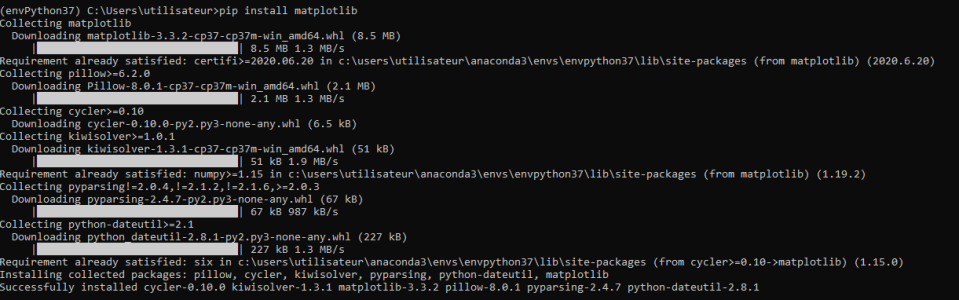 (envPython37) C:\Users\utilisateur>pip install matplotlib
Collecting matplotlib
Downloading matplotlib-3.3.2-cp37-cp37m-win_amd64.whl (8.5 MB)
| | 8.5 MB 1.3 MB/s
Requirement already satisfied: certifi>=2020.06.20 in c:\users\utilisateur\anaconda3\envs\envpython37\lib\site-packages (from matplotlib) (2020.6.20)
Collecting pillow>=6.2.0
Downloading Pillow-8.0.1-cp37-cp37m-win_amd64.whl (2.1 MB)
| | 2.1 MB 1.3 MB/s
Collecting cycler>=0.10
Downloading cycler-0.10.0-py2.py3-none-any.whl (6.5 kB)
Collecting kiwisolver>=1.0.1
Downloading kiwisolver-1.3.1-cp37-cp37m-win_amd64.whl (51 kB)
| | 51 kB 1.9 MB/s
Requirement already satisfied: numpy>=1.15 in c:\users\utilisateur\anaconda3\envs\envpython37\lib\site-packages (from matplotlib) (1.19.2)
Collecting pyparsing!=2.0.4,!=2.1.2,!=2.1.6,>=2.0.3
Downloading pyparsing-2.4.7-py2.py3-none-any.whl (67 kB)
| | 67 kB 987 kB/s
Collecting python-dateutil>=2.1
Downloading python_dateutil-2.8.1-py2.py3-none-any.whl (227 kB)
| | 227 kB 1.3 MB/s
Requirement already satisfied: six in c:\users\utilisateur\anaconda3\envs\envpython37\lib\site-packages (from cycler>=0.10->matplotlib) (1.15.0)
Installing collected packages: pillow, cycler, kiwisolver, pyparsing, python-dateutil, matplotlib
Successfully installed cycler-0.10.0 kiwisolver-1.3.1 matplotlib-3.3.2 pillow-8.0.1 pyparsing-2.4.7 python-dateutil-2.8.1